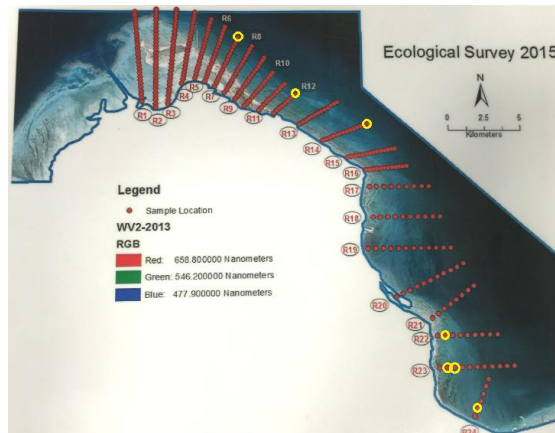 Ecological Survey 2015
R6
R8
R10
R12
N
R1
R2
R3
R4
R5
R7
R9
R11
R13
R14
R15
R16
R17
R18
R19
R20
R21
R22
R23
R24
0 2.5 5
Kilometers
Legend
Sample Location
WV2-2013
RGB
Red: 658.800000 Nanometers
Green: 546.200000 Nanometers
Blue: 477.900000 Nanometers